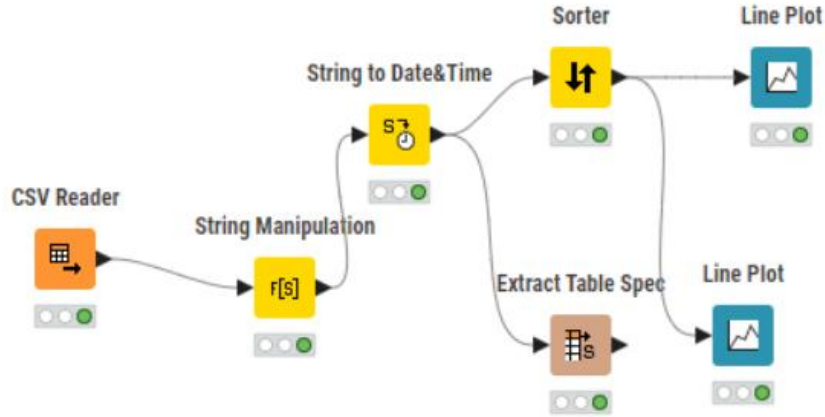 Sorter
Line Plot
String to Date&Time
S
CSV Reader
String Manipulation
F[S]
Extract Table Spec
S
Line Plot